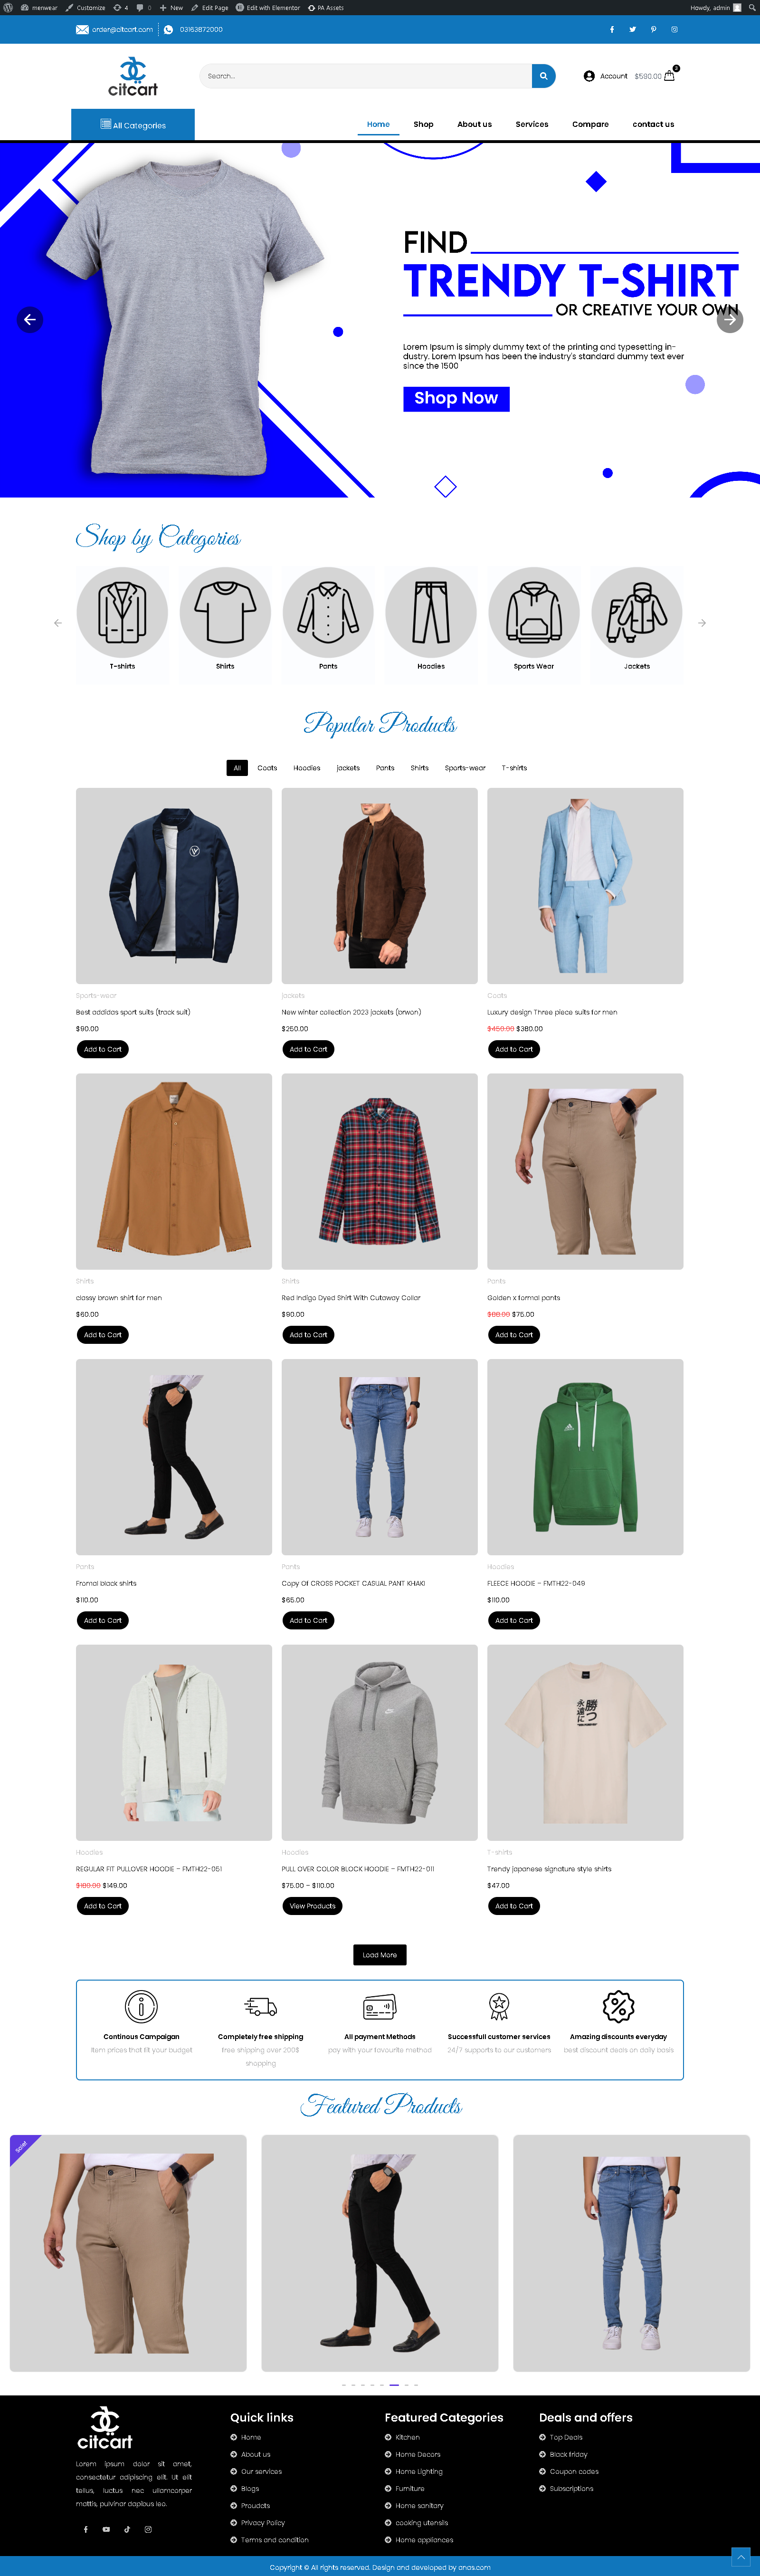 menwear Customize 4 0 New Edit Page Edit with Elementor PA Assets Howdy, admin
order@citcart.com 03163872000
citcart
Search...
Account $590.00 3
All Categories
Home Shop About us Services Compare contact us
FIND
TRENDY T-SHIRT
OR CREATIVE YOUR OWN
Lorem Ipsum is simply dummy text of the printing and typesetting in-
dustry. Lorem Ipsum has been the industry's standard dummy text ever
since the 1500
Shop Now
Shop by Categories
T-shirts Shirts Pants Hoodies Sports Wear Jackets
Popular Products
All Coats Hoodies jackets Pants Shirts Sports-wear T-shirts
Sports-wear jackets Coats
Best addidas sport suits (track suit) New winter collection 2023 jackets (brwon) Luxury design Three piece suits for men
$90.00 $250.00 $450.00 $380.00
Add to Cart Add to Cart Add to Cart
Shirts Shirts Pants
classy brown shirt for men Red Indigo Dyed Shirt With Cutaway Collar Golden x formal pants
$60.00 $90.00 $88.00 $75.00
Add to Cart Add to Cart Add to Cart
Pants Pants Hoodies
Fromal black shirts Copy Of CROSS POCKET CASUAL PANT KHAKI FLEECE HOODIE – FMTH22-049
$110.00 $65.00 $110.00
Add to Cart Add to Cart Add to Cart
勝つ
永遠に
Hoodies Hoodies T-shirts
REGULAR FIT PULLOVER HOODIE – FMTH22-051 PULL OVER COLOR BLOCK HOODIE – FMTH22-011 Trendy japanese signature style shirts
$180.00 $149.00 $75.00 – $110.00 $47.00
Add to Cart View Products Add to Cart
Load More
Continous Campaigan Completely free shipping All payment Methods Successfull customer services Amazing discounts everyday
Item prices that fit your budget free shipping over 200$ pay with your favourite method 24/7 supports to our customers best discount deals on daily basis
shopping
Featured Products
Sale!
citcart
Lorem ipsum dolor sit amet,
consectetur adipiscing elit. Ut elit
tellus, luctus nec ullamcorper
mattis, pulvinar dapibus leo.
Quick links
Home
About us
Our services
Blogs
Proudcts
Privacy Policy
Terms and condition
Featured Categories
Kitchen
Home Decors
Home Lighting
Furniture
Home sanitary
cooking utensils
Home appliances
Deals and offers
Top Deals
Black friday
Coupon codes
Subscriptions
Copyright © All rights reserved. Design and developed by anas.com